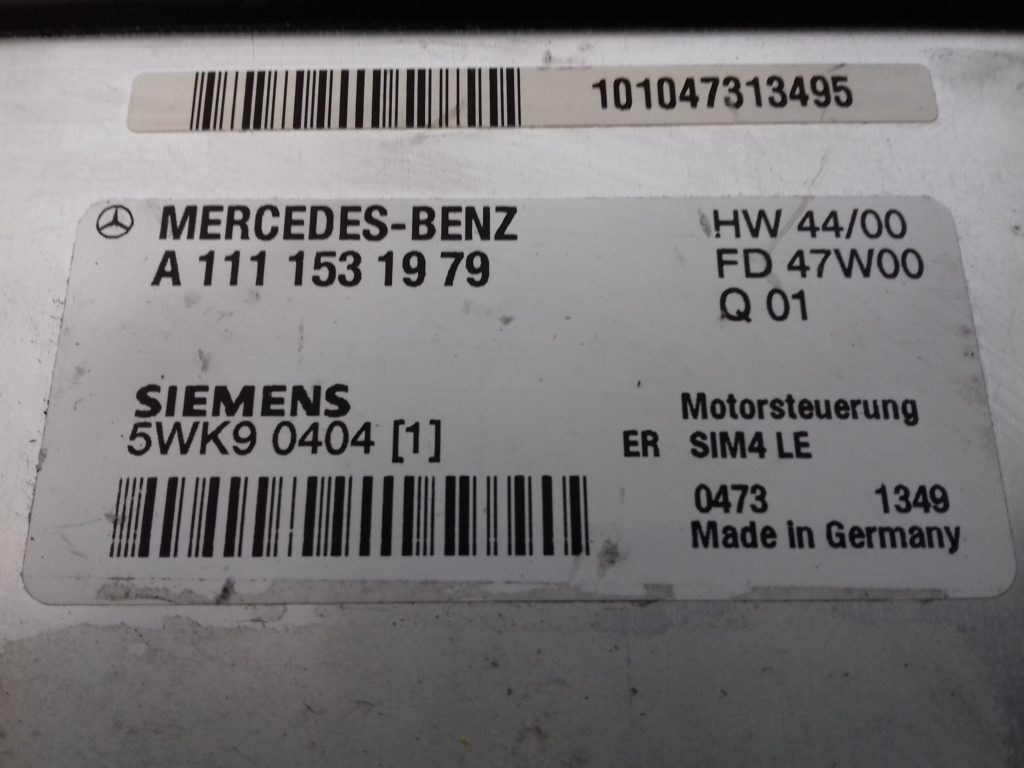 101047313495
MERCEDES-BENZ
A 111 153 19 79
HW 44/00
FD 47W00
Q 01
SIEMENS
5WK9 0404 [1]
Motorsteuerung
ER SIM4 LE
0473 1349
Made in Germany